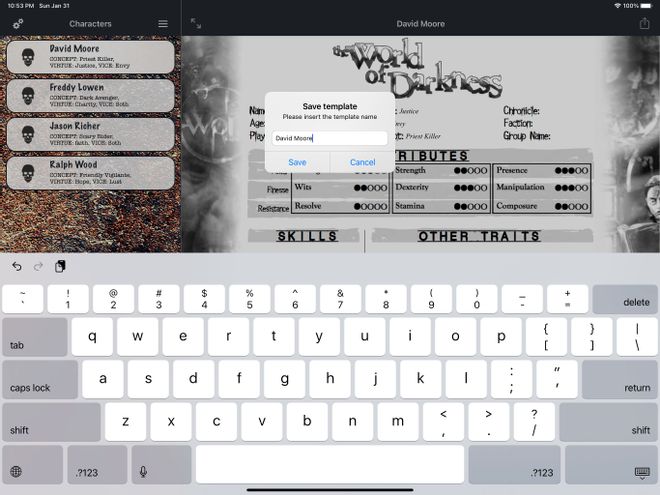 10:53 PM Sun Jan 31
100%
Characters
David Moore
David Moore
CONCEPT: Priest Killer,
VIRTUE: Justice, VICE: Envy
Freddy Lowen
CONCEPT: Dark Avenger,
VIRTUE: Charity, VICE: Soth
Jason Richer
CONCEPT: Scary Rider,
VIRTUE: faith, VICE: Soth
Ralph Wood
CONCEPT: Friendly Vigilante,
VIRTUE: Hope, VICE: Lust
the World
of Darkness
Name
Justice
Chronicle:
Age:
Faction:
Priest Killer
Group Name:
Save template
Please insert the template name
David Moore
Save Cancel
RIBUTES
Strength Presence
Finesse Wits Dexterity Manipulation
Resistance Resolve Stamina Composure
SKILLS OTHER TRAITS
~ ! @ # $ % ^ & * ( ) _ +
` 1 2 3 4 5 6 7 8 9 0 - = delete
tab q w e r t y u i o p { [ } ] | \
caps lock a s d f g h j k l : ; " ' return
shift z x c v b n m < , > . ? / shift
.?123 .?123